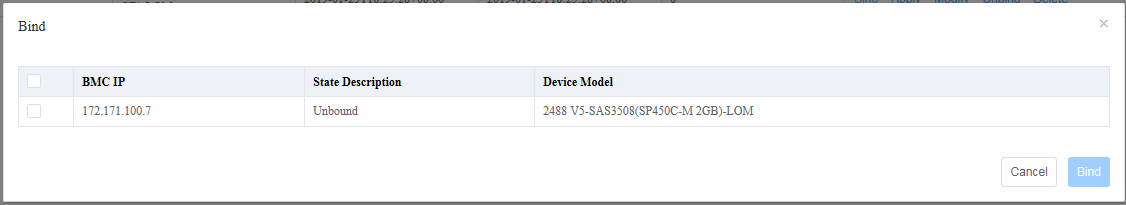 Bind
×
BMC IP State Description Device Model
172.171.100.7 Unbound 2488 V5-SAS3508(SP450C-M 2GB)-LOM
Cancel Bind